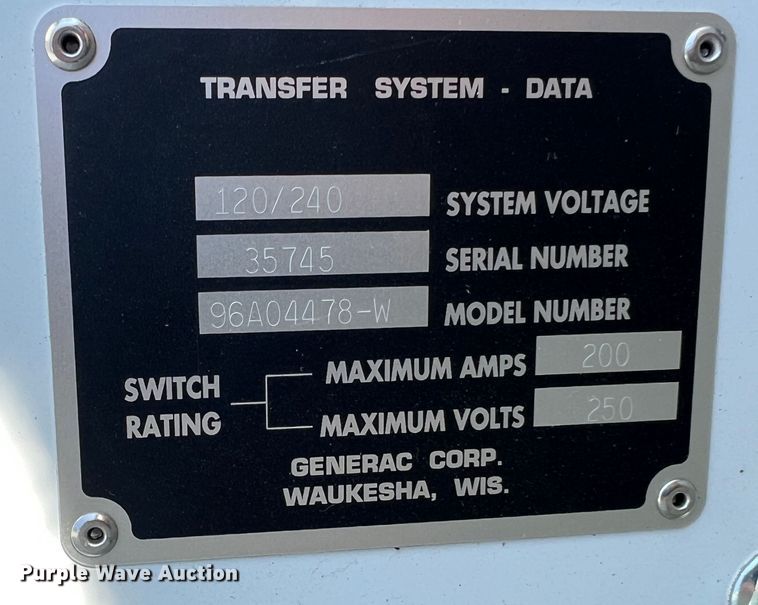 TRANSFER SYSTEM - DATA
120/240 SYSTEM VOLTAGE
35745 SERIAL NUMBER
96A04478-W MODEL NUMBER
SWITCH RATING
MAXIMUM AMPS 200
MAXIMUM VOLTS 250
GENERAC CORP.
WAUKESHA, WIS.
Purple Wave Auction